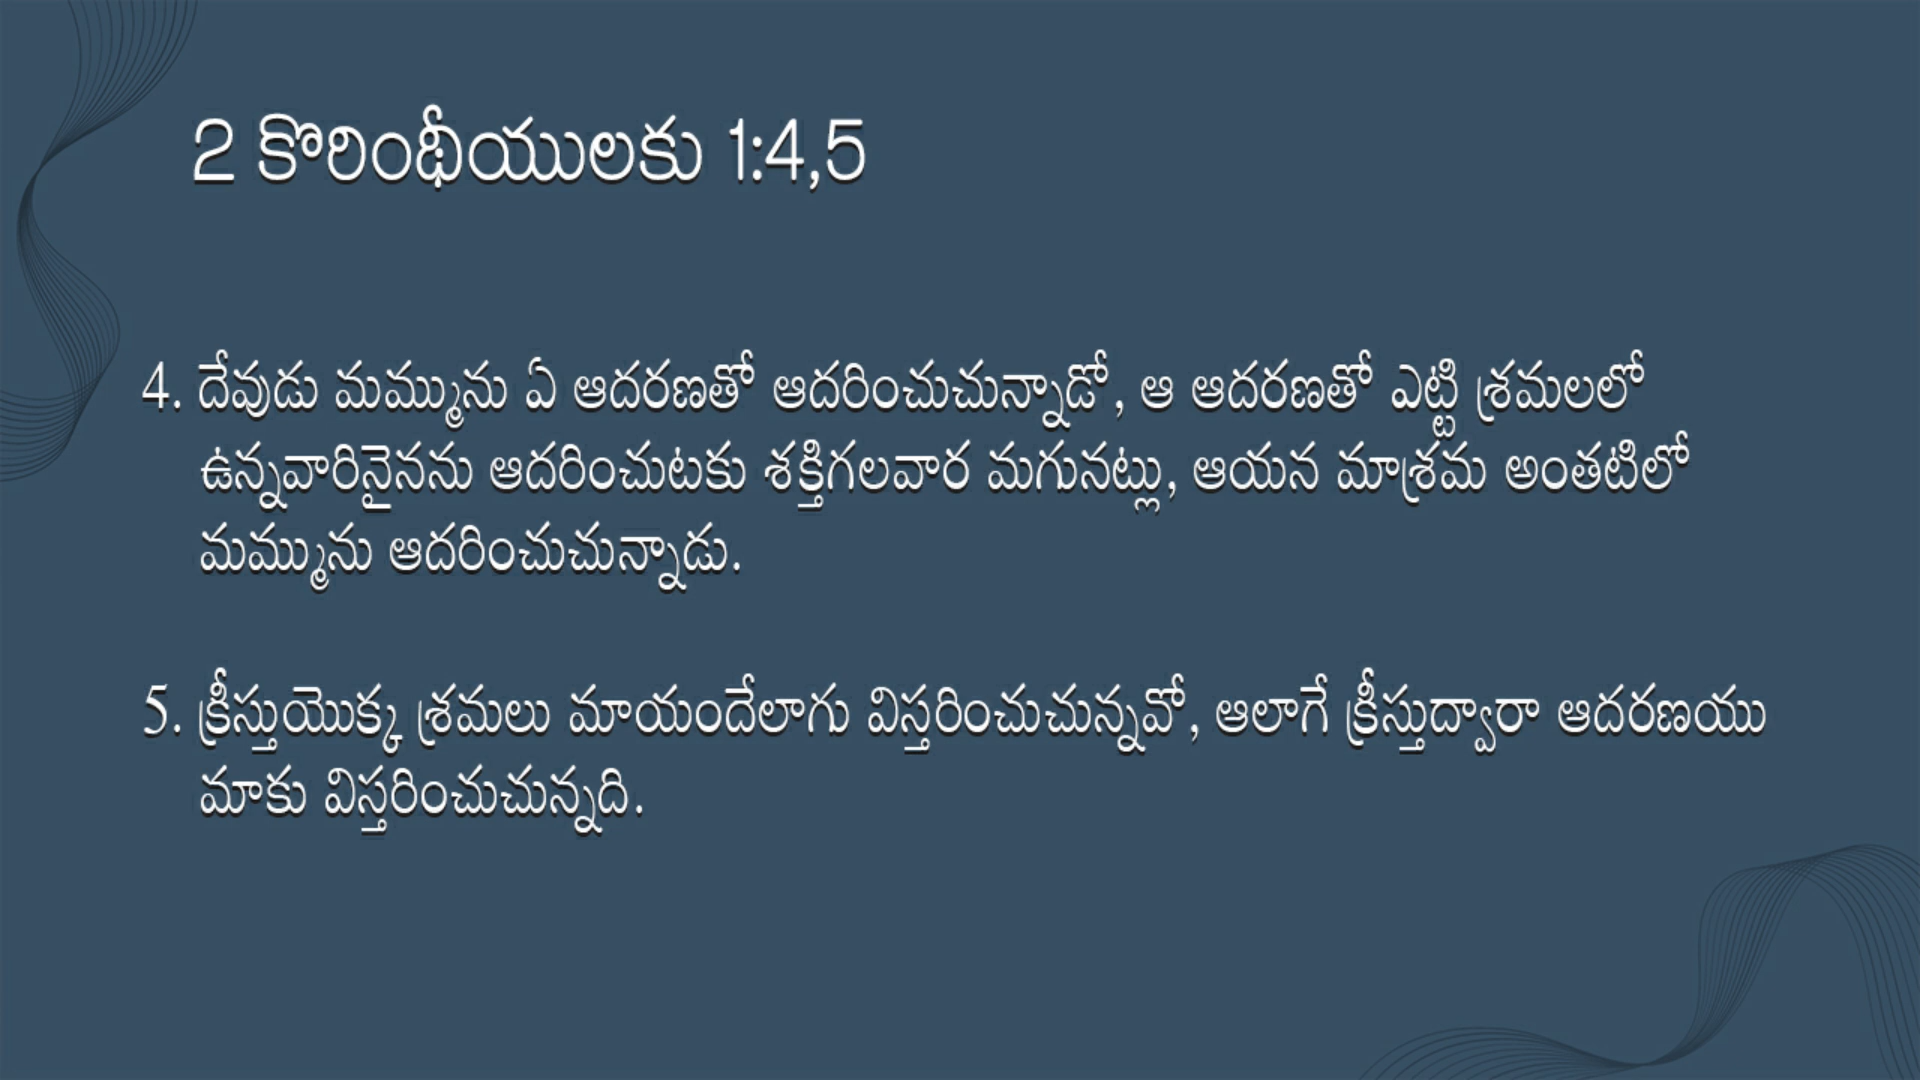 2 కొరింథీయులకు 1:4,5
4. దేవుడు మమ్మును ఏ ఆదరణతో ఆదరించుచున్నాడో, ఆ ఆదరణతో ఎట్టి శ్రమలలో
ఉన్నవారినైనను ఆదరించుటకు శక్తిగలవార మగునట్లు, ఆయన మాశ్రమ అంతటిలో
మమ్మును ఆదరించుచున్నాడు.
5. క్రీస్తుయొక్క శ్రమలు మాయందేలాగు విస్తరించుచున్నవో, ఆలాగే క్రీస్తుద్వారా ఆదరణయు
మాకు విస్తరించుచున్నది.